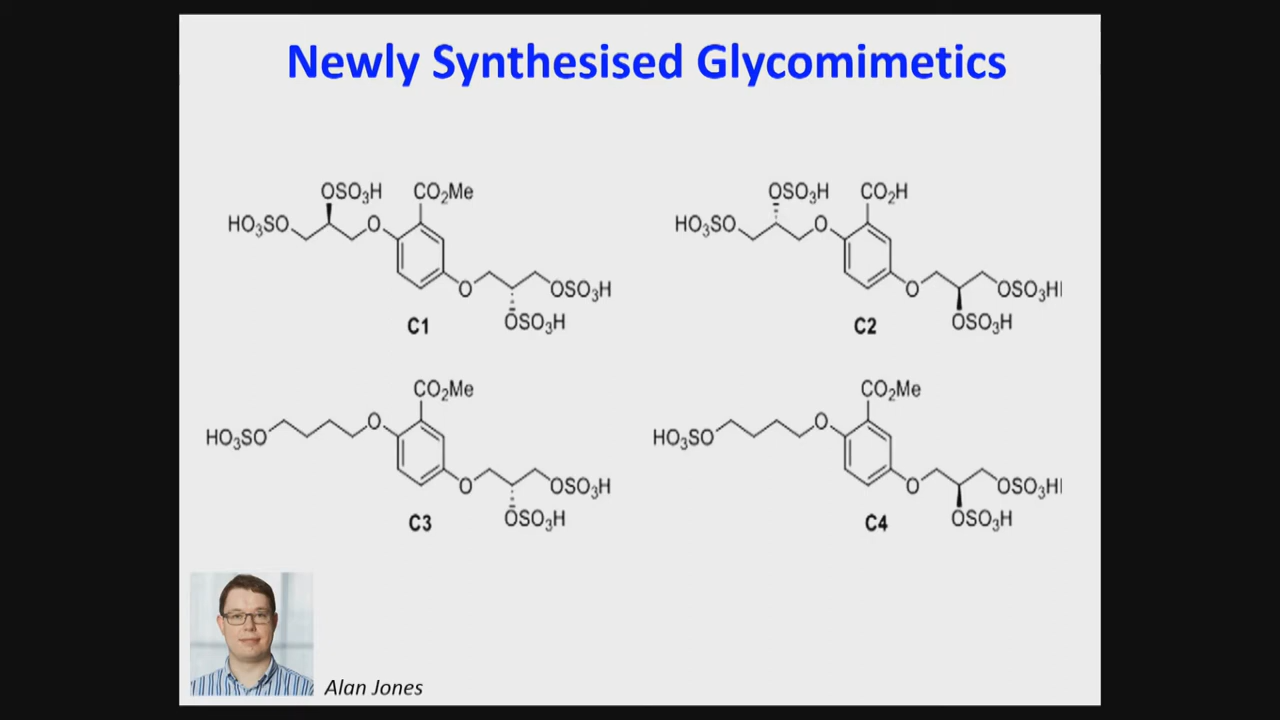 Newly Synthesised Glycomimetics
OSO₃H CO₂Me
HO₃SO O
O OSO₃H
OSO₃H
C1
OSO₃H CO₂H
HO₃SO O
O OSO₃H
OSO₃H
C2
CO₂Me
O
HO₃SO
O OSO₃H
OSO₃H
C3
CO₂Me
O
HO₃SO
O OSO₃H
OSO₃H
C4
Alan Jones